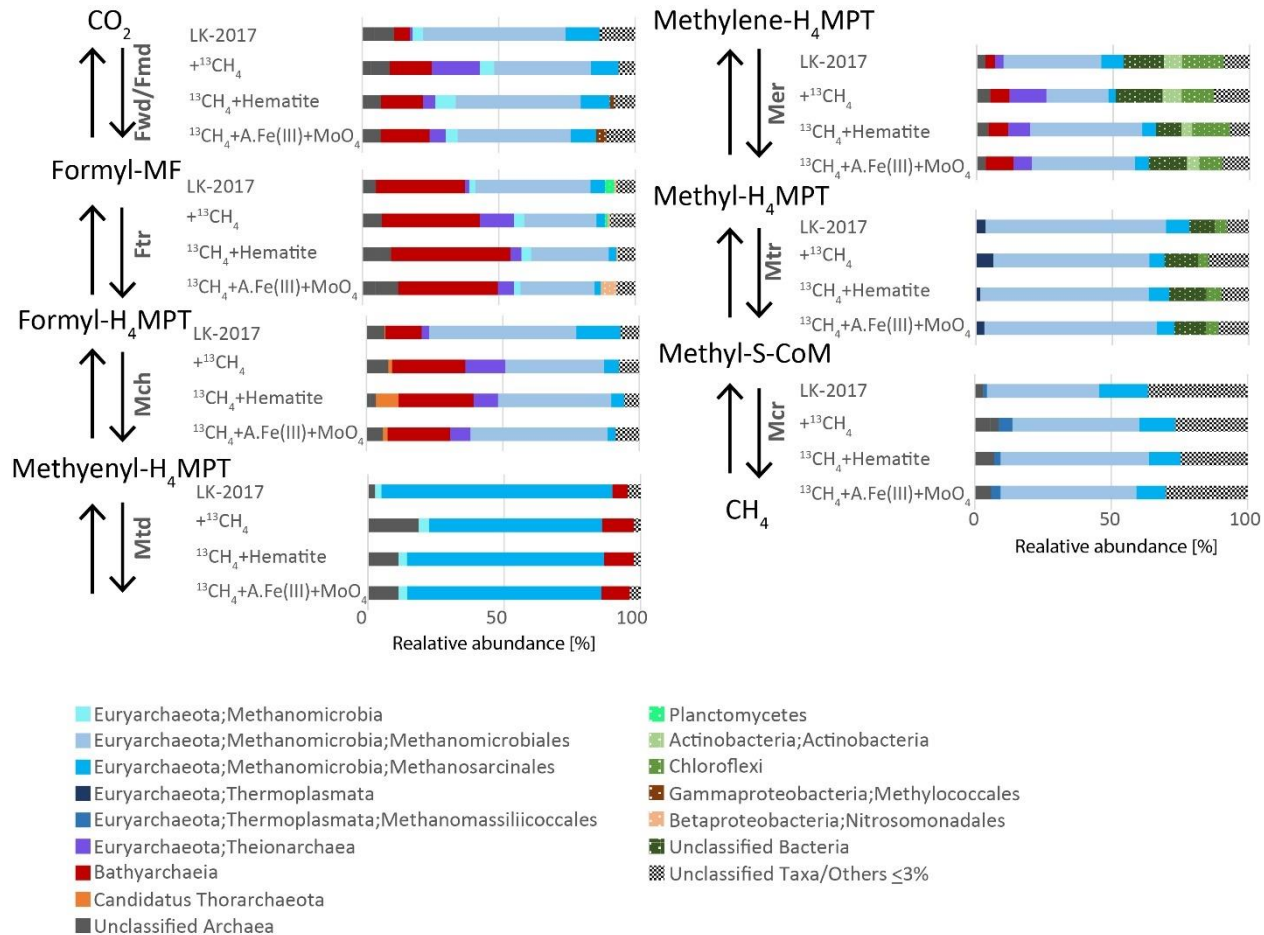 CO₂
Fwd/Fmd
LK-2017
+¹³CH₄
¹³CH₄+Hematite
¹³CH₄+A.Fe(III)+MoO₄
Formyl-MF
Ftr
LK-2017
+¹³CH₄
¹³CH₄+Hematite
¹³CH₄+A.Fe(III)+MoO₄
Formyl-H₄MPT
Mch
LK-2017
+¹³CH₄
¹³CH₄+Hematite
¹³CH₄+A.Fe(III)+MoO₄
Methyenyl-H₄MPT
Mtd
LK-2017
+¹³CH₄
¹³CH₄+Hematite
¹³CH₄+A.Fe(III)+MoO₄
0 50 100
Realative abundance [%]
Methylene-H₄MPT
Mer
LK-2017
+¹³CH₄
¹³CH₄+Hematite
¹³CH₄+A.Fe(III)+MoO₄
Methyl-H₄MPT
Mtr
LK-2017
+¹³CH₄
¹³CH₄+Hematite
¹³CH₄+A.Fe(III)+MoO₄
Methyl-S-CoM
Mcr
LK-2017
+¹³CH₄
¹³CH₄+Hematite
¹³CH₄+A.Fe(III)+MoO₄
CH₄
0 50 100
Realative abundance [%]
Euryarchaeota;Methanomicrobia
Euryarchaeota;Methanomicrobia;Methanomicrobiales
Euryarchaeota;Methanomicrobia;Methanosarcinales
Euryarchaeota;Thermoplasmata
Euryarchaeota;Thermoplasmata;Methanomassiliicoccales
Euryarchaeota;Theionarchaea
Bathyarchaeia
Candidatus Thorarchaeota
Unclassified Archaea
Planctomycetes
Actinobacteria;Actinobacteria
Chloroflexi
Gammaproteobacteria;Methylococcales
Betaproteobacteria;Nitrosomonadales
Unclassified Bacteria
Unclassified Taxa/Others ≤3%